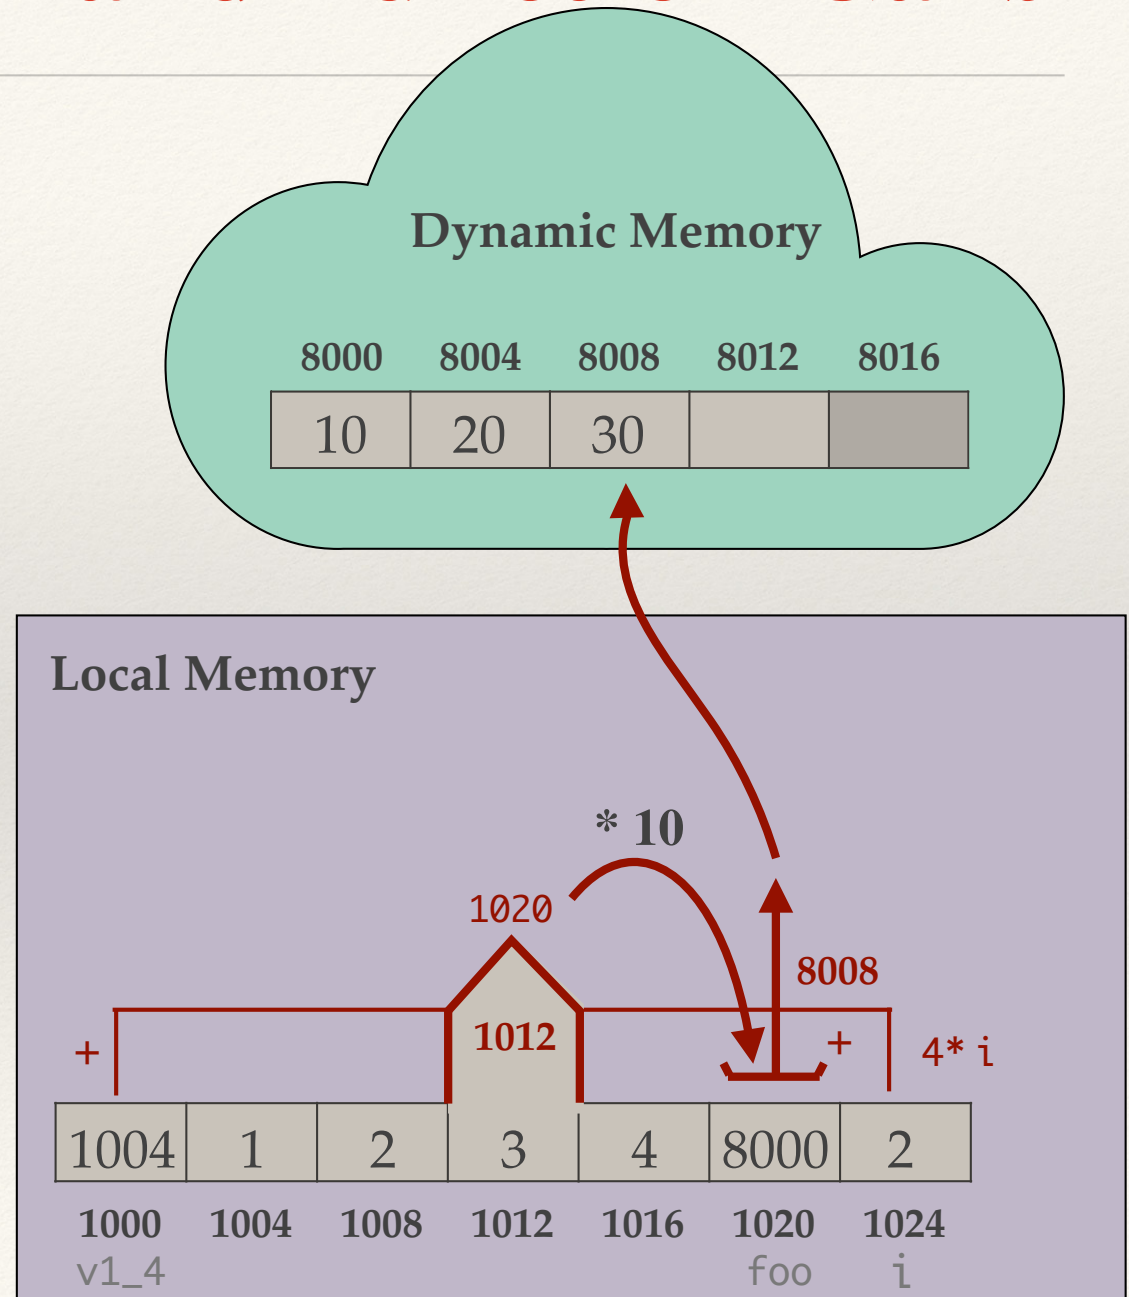 Dynamic Memory
8000 8004 8008 8012 8016
10 20 30
Local Memory
* 10
1020
8008
1012
+ + 4* i
1004 1 2 3 4 8000 2
1000 1004 1008 1012 1016 1020 1024
v1_4 foo i